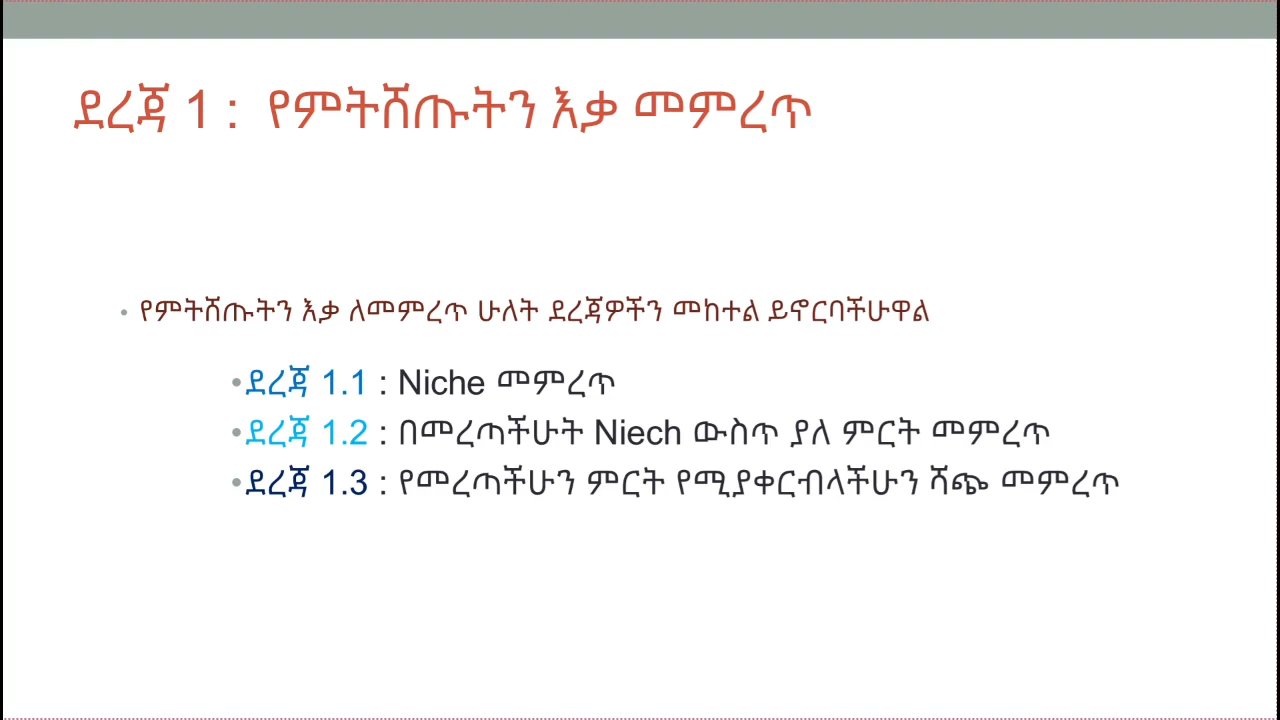 ደረጃ 1 : የምትሸጡትን እቃ መምረጥ
• የምትሸጡትን እቃ ለመምረጥ ሁለት ደረጃዎችን መከተል ይኖርባችሁዋል
•ደረጃ 1.1 : Niche መምረጥ
•ደረጃ 1.2 : በመረጣችሁት Niech ውስጥ ያለ ምርት መምረጥ
•ደረጃ 1.3 : የመረጣችሁን ምርት የሚያቀርብላችሁን ሻጭ መምረጥ